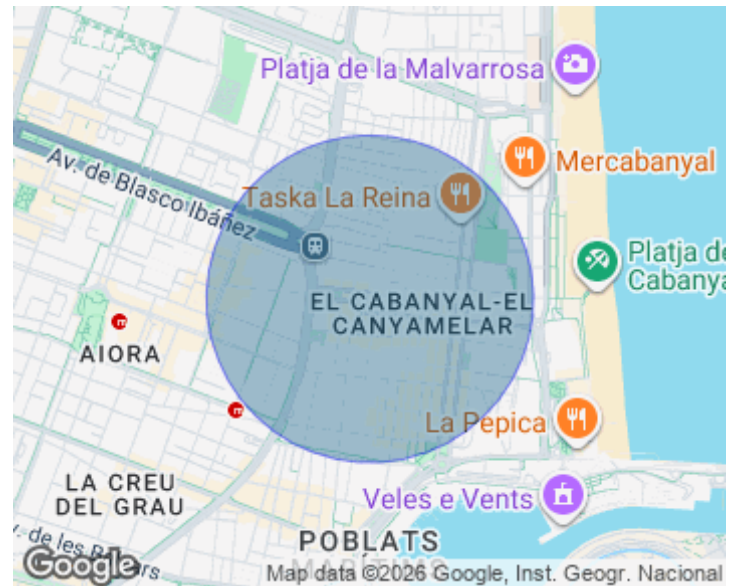 Platja de la Malvarrosa
Mercabanyal
Av. de Blasco Ibáñez
Taska La Reina
Platja de
Cabanya
EL CABANYAL-EL
CANYAMELAR
AIORA
La Pepica
LA CREU
DEL GRAU
Veles e Vents
POBLATS
MARÍTIMS
Google
Map data ©2026 Google, Inst. Geogr. Nacional